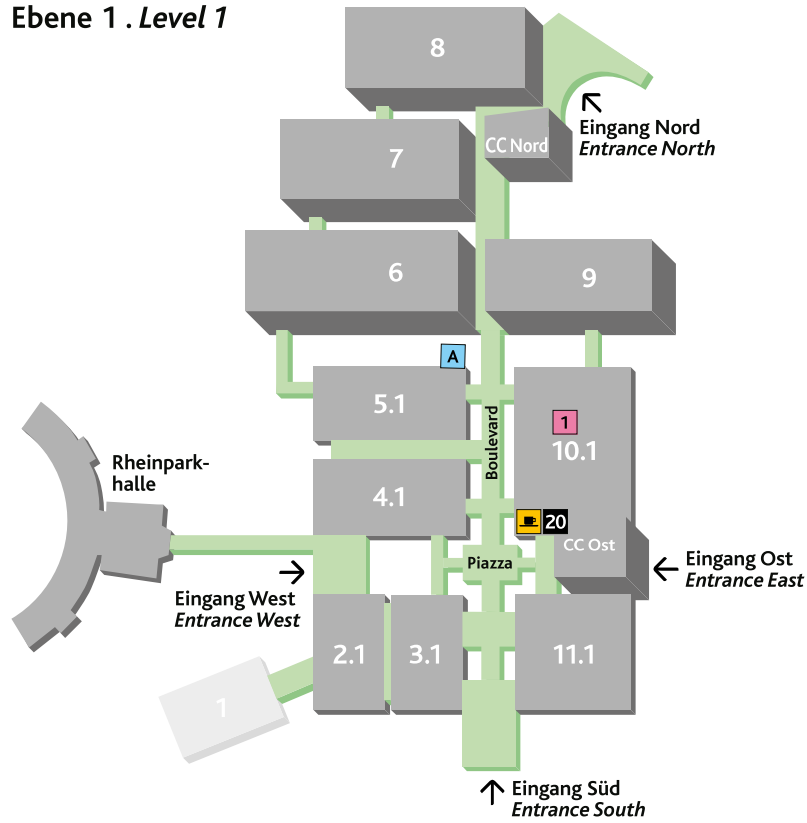 Ebene 1 . Level 1
8
Eingang Nord
Entrance North
CC Nord
7
6
9
A
5.1
Boulevard
1
10.1
Rheinpark-
halle
4.1
20
CC Ost
Piazza
Eingang Ost
Entrance East
Eingang West
Entrance West
2.1
3.1
11.1
1
Eingang Süd
Entrance South